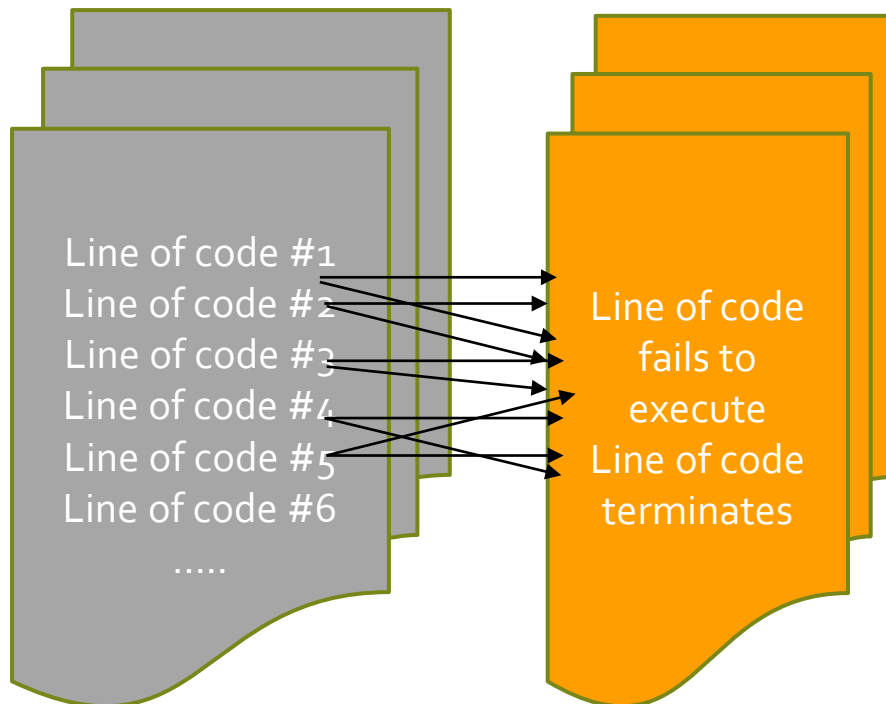 Line of code #1
Line of code #2
Line of code #3
Line of code #4
Line of code #5
Line of code #6
.....
Line of code
fails to
execute
Line of code
terminates